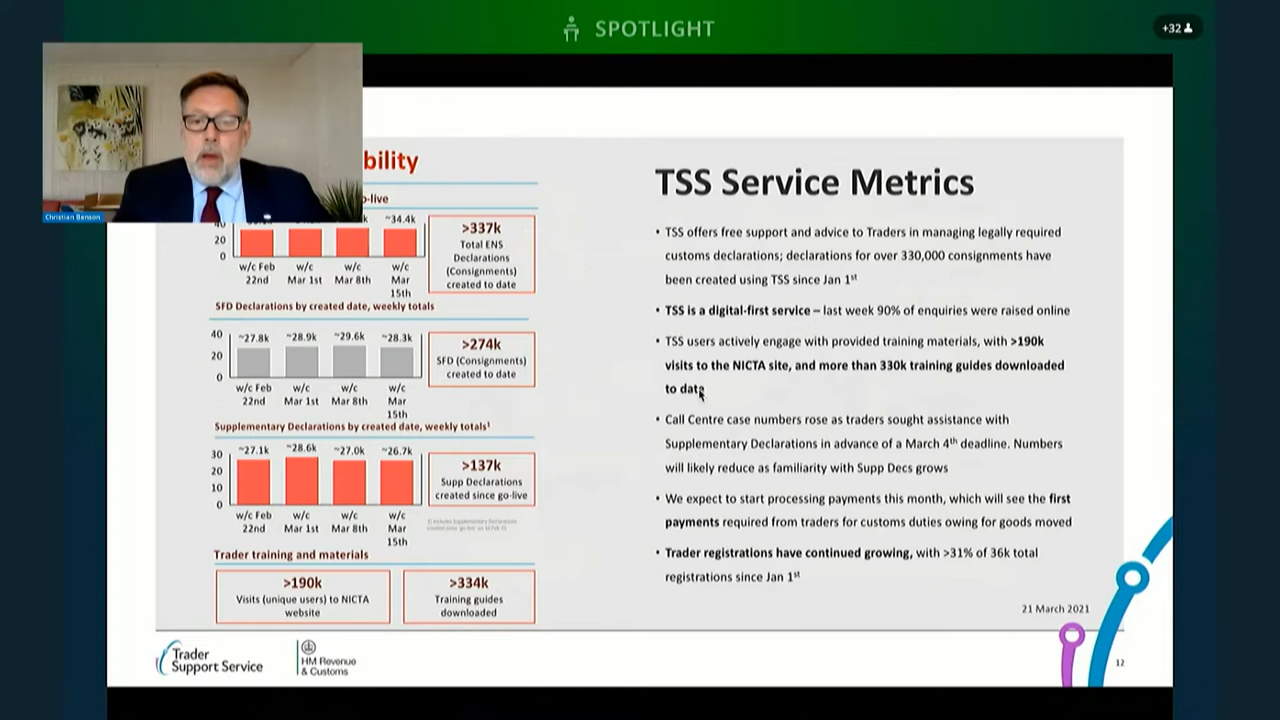 SPOTLIGHT
+32
Christian Benson
bility
o-live
40
20
0
k
~34.4k
w/c Feb 22nd
w/c Mar 1st
w/c Mar 8th
w/c Mar 15th
>337k
Total ENS
Declarations
(Consignments)
created to date
SFD Declarations by created date, weekly totals
40
20
0
~27.8k
~28.9k
~29.6k
~28.3k
w/c Feb 22nd
w/c Mar 1st
w/c Mar 8th
w/c Mar 15th
>274k
SFD (Consignments)
created to date
Supplementary Declarations by created date, weekly totals¹
30
20
10
0
~27.1k
~28.6k
~27.0k
~26.7k
w/c Feb 22nd
w/c Mar 1st
w/c Mar 8th
w/c Mar 15th
>137k
Supp Declarations
created since go-live
Trader training and materials
>190k
Visits (unique users) to NICTA
website
>334k
Training guides
downloaded
TSS Service Metrics
• TSS offers free support and advice to Traders in managing legally required
customs declarations; declarations for over 330,000 consignments have
been created using TSS since Jan 1st
• TSS is a digital-first service – last week 90% of enquiries were raised online
• TSS users actively engage with provided training materials, with >190k
visits to the NICTA site, and more than 330k training guides downloaded
to date
• Call Centre case numbers rose as traders sought assistance with
Supplementary Declarations in advance of a March 4th deadline. Numbers
will likely reduce as familiarity with Supp Decs grows
• We expect to start processing payments this month, which will see the first
payments required from traders for customs duties owing for goods moved
• Trader registrations have continued growing, with >31% of 36k total
registrations since Jan 1st
21 March 2021
Trader
Support Service
HM Revenue
& Customs
12